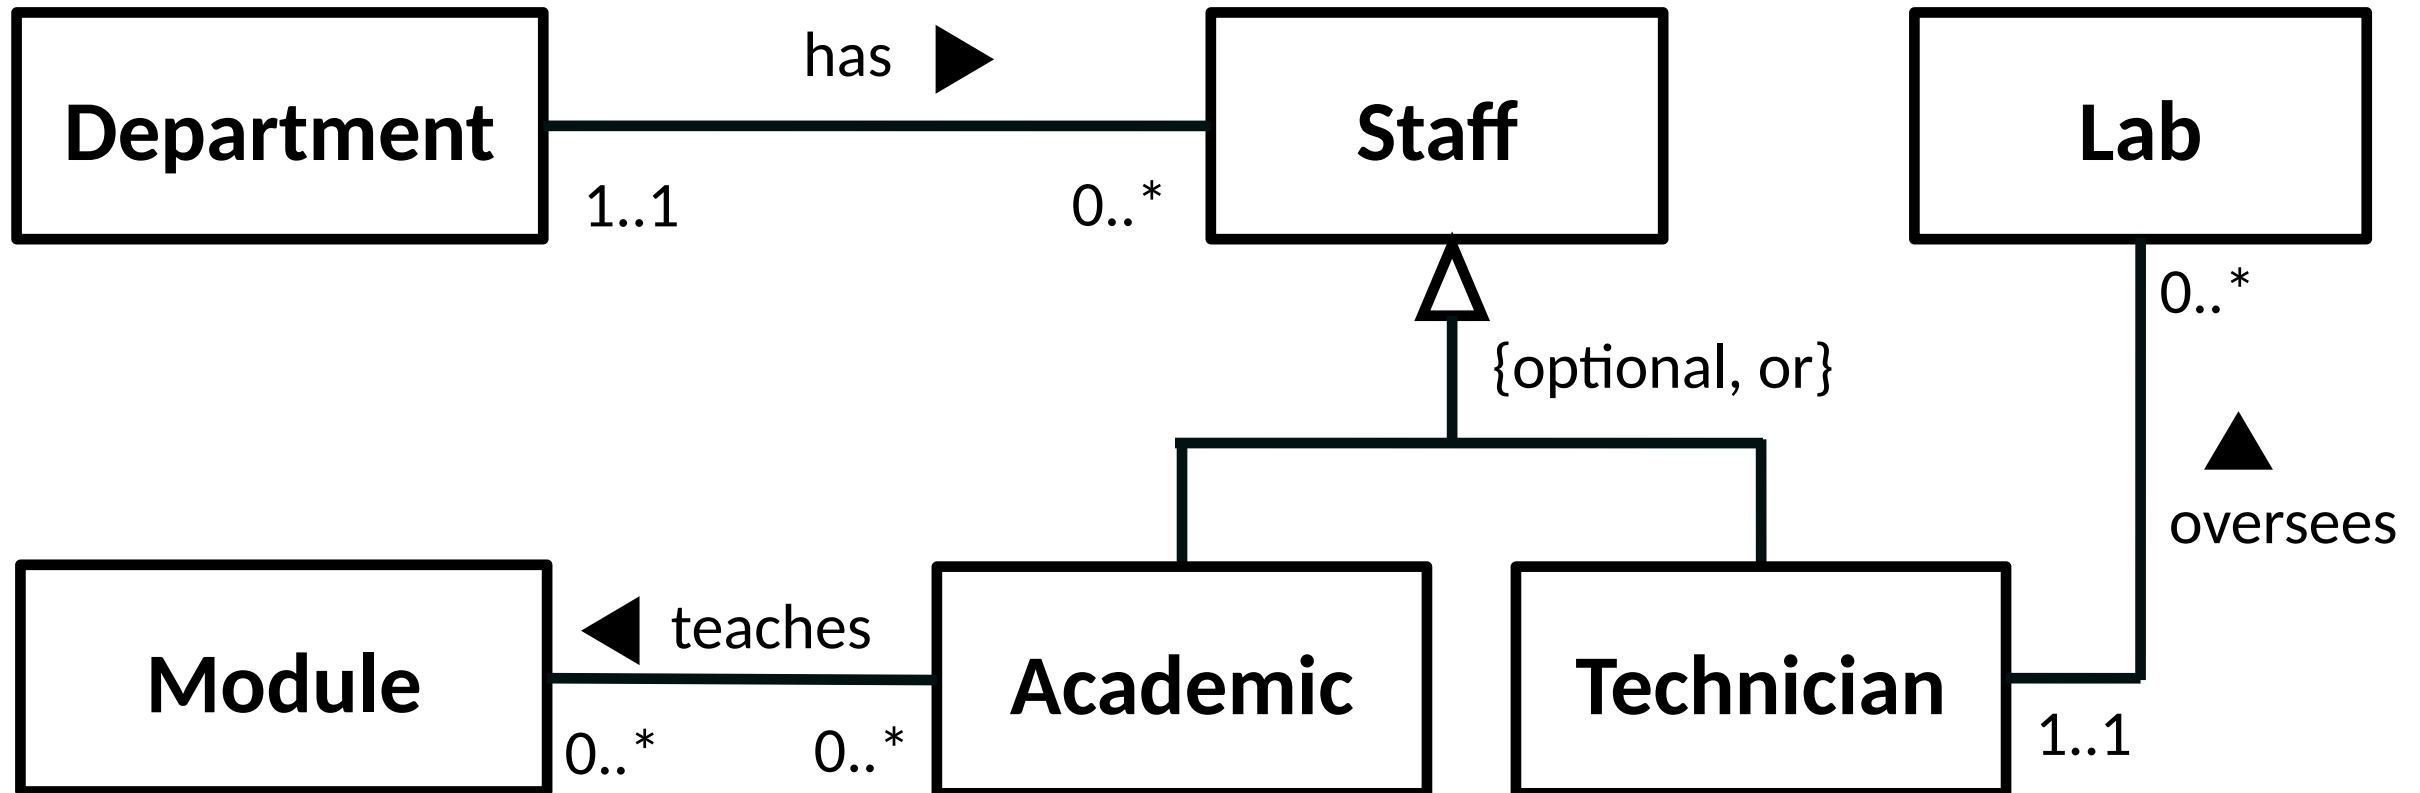 has
Department
Staff
Lab
1..1
0..*
0..*
{optional, or}
oversees
teaches
Module
Academic
Technician
0..*
0..*
1..1